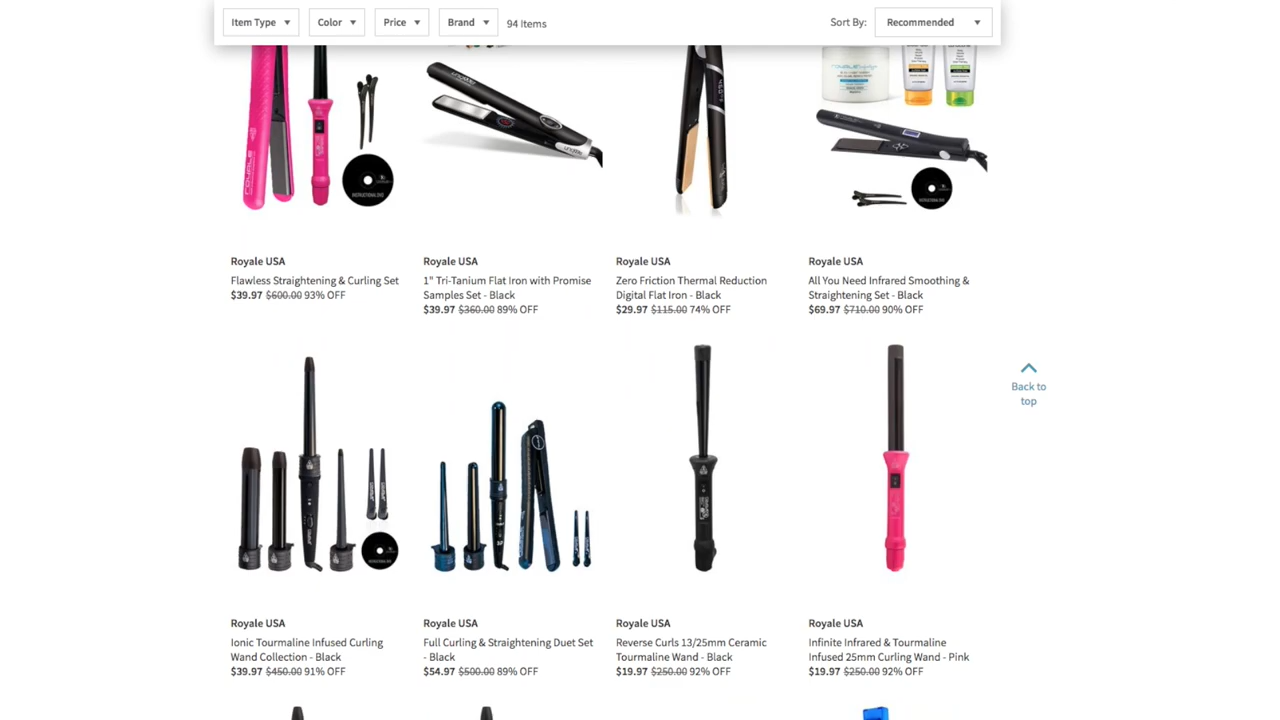 Item Type
Color
Price
Brand
94 Items
Sort By:
Recommended
Royale USA
Flawless Straightening & Curling Set
$39.97 $600.00 93% OFF
Royale USA
1" Tri-Tanium Flat Iron with Promise
Samples Set - Black
$39.97 $360.00 89% OFF
Royale USA
Zero Friction Thermal Reduction
Digital Flat Iron - Black
$29.97 $115.00 74% OFF
Royale USA
All You Need Infrared Smoothing &
Straightening Set - Black
$69.97 $710.00 90% OFF
Back to
top
Royale USA
Ionic Tourmaline Infused Curling
Wand Collection - Black
$39.97 $450.00 91% OFF
Royale USA
Full Curling & Straightening Duet Set
- Black
$54.97 $500.00 89% OFF
Royale USA
Reverse Curls 13/25mm Ceramic
Tourmaline Wand - Black
$19.97 $250.00 92% OFF
Royale USA
Infinite Infrared & Tourmaline
Infused 25mm Curling Wand - Pink
$19.97 $250.00 92% OFF